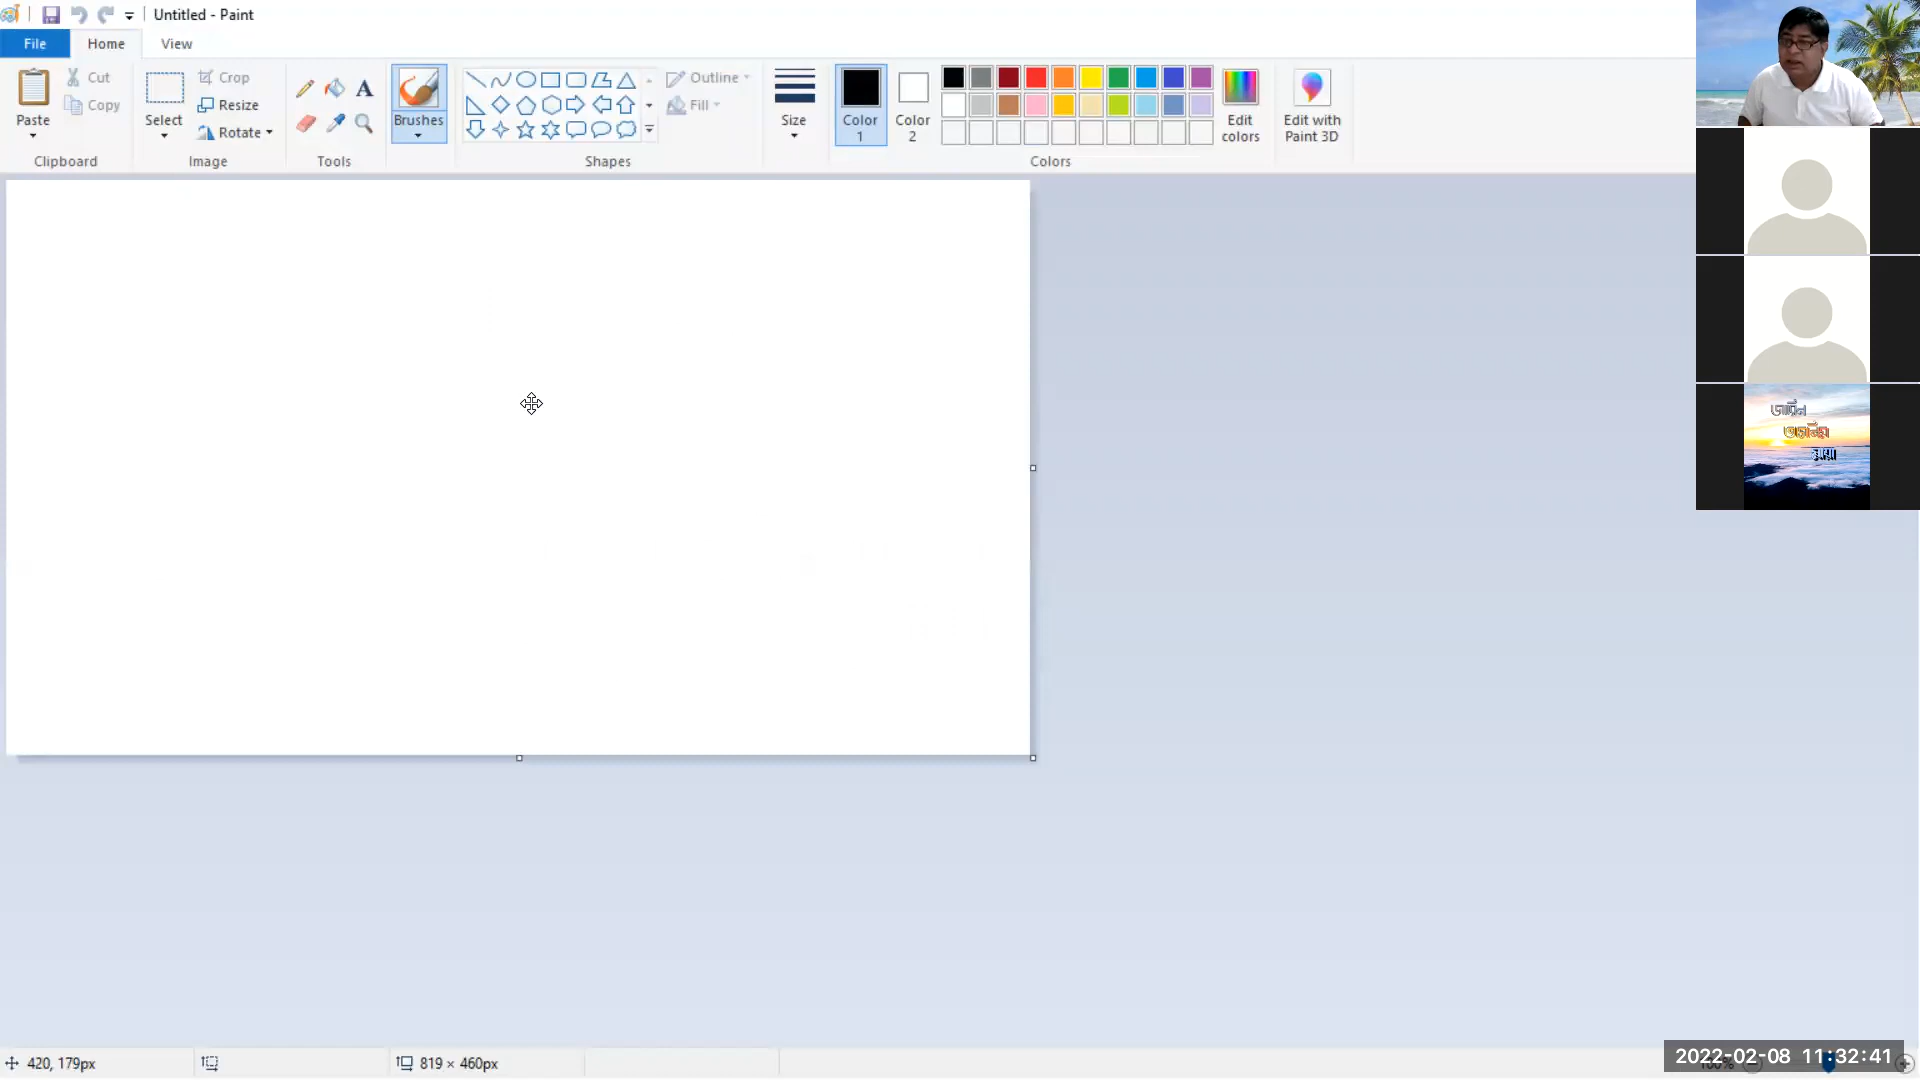 Untitled - Paint
File Home View
Paste
Cut
Copy
Clipboard
Select
Crop
Resize
Rotate
Image
Tools
Brushes
Shapes
Outline
Fill
Size
Color
1
Color
2
Colors
Edit
colors
Edit with
Paint 3D
420, 179px
819 × 460px
100%
2022-02-08 11:32:41